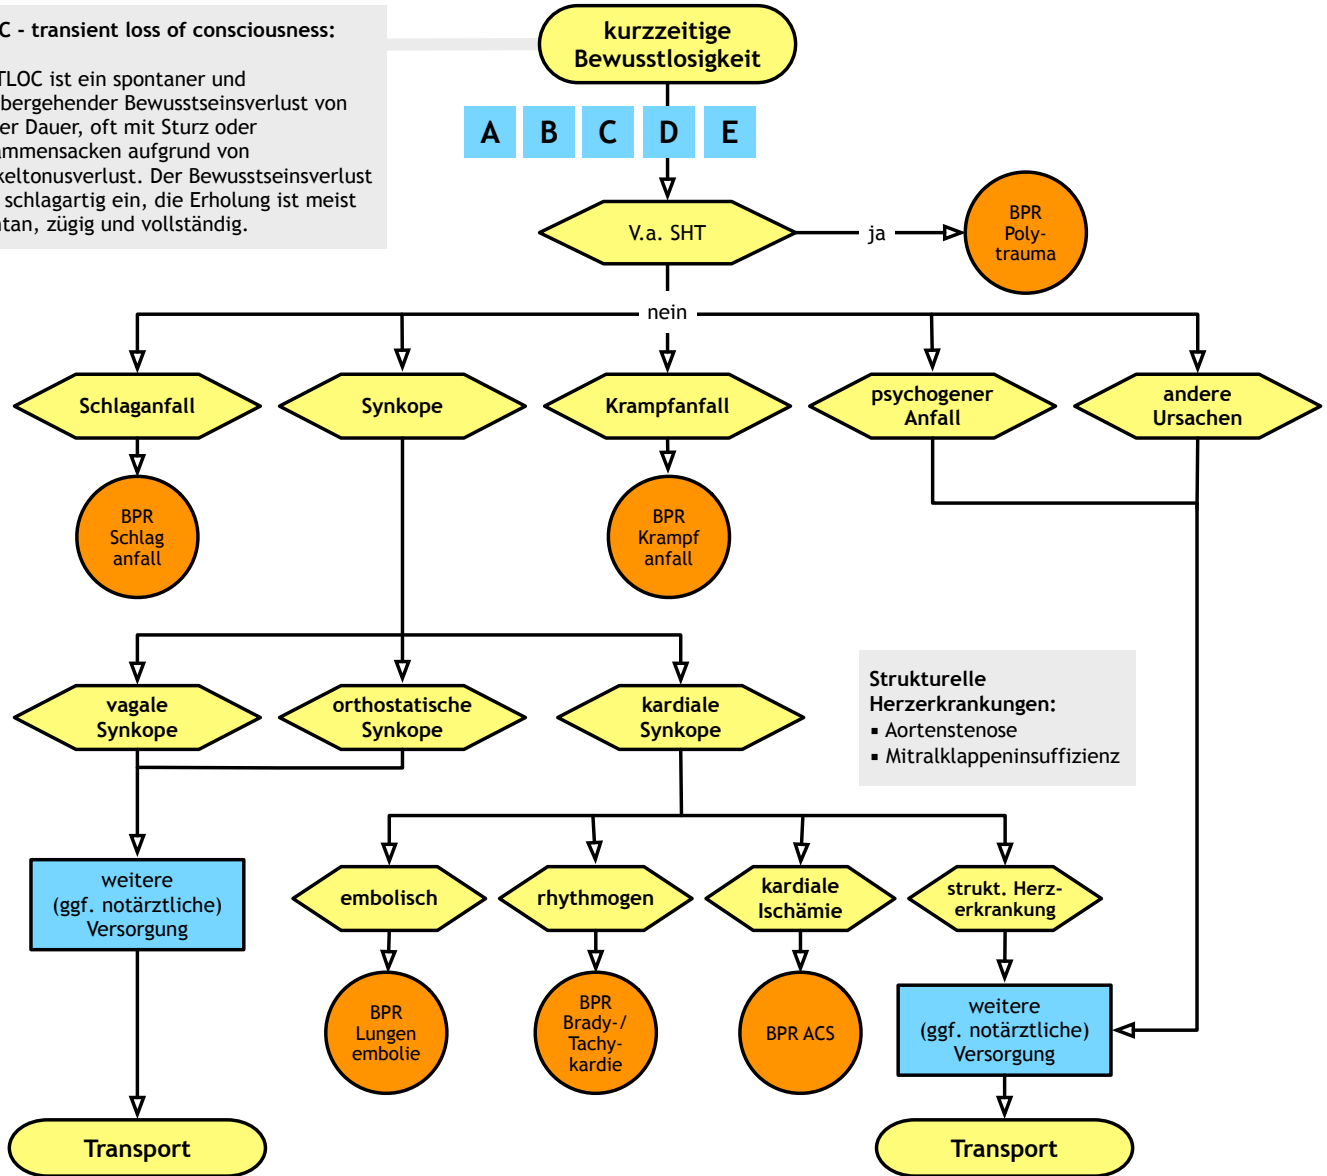 C - transient loss of consciousness:
TLOC ist ein spontaner und
bergehender Bewusstseinsverlust von
er Dauer, oft mit Sturz oder
ammensacken aufgrund von
keltonusverlust. Der Bewusstseinsverlust
schlagartig ein, die Erholung ist meist
ntan, zügig und vollständig.
kurzzeitige
Bewusstlosigkeit
A B C D E
V.a. SHT
ja
BPR
Poly-
trauma
nein
Schlaganfall
Synkope
Krampfanfall
psychogener
Anfall
andere
Ursachen
BPR
Schlag
anfall
BPR
Krampf
anfall
vagale
Synkope
orthostatische
Synkope
kardiale
Synkope
Strukturelle
Herzerkrankungen:
▪ Aortenstenose
▪ Mitralklappeninsuffizienz
weitere
(ggf. notärztliche)
Versorgung
embolisch
rhythmogen
kardiale
Ischämie
strukt. Herz-
erkrankung
BPR
Lungen
embolie
BPR
Brady-/
Tachy-
kardie
BPR ACS
weitere
(ggf. notärztliche)
Versorgung
Transport
Transport